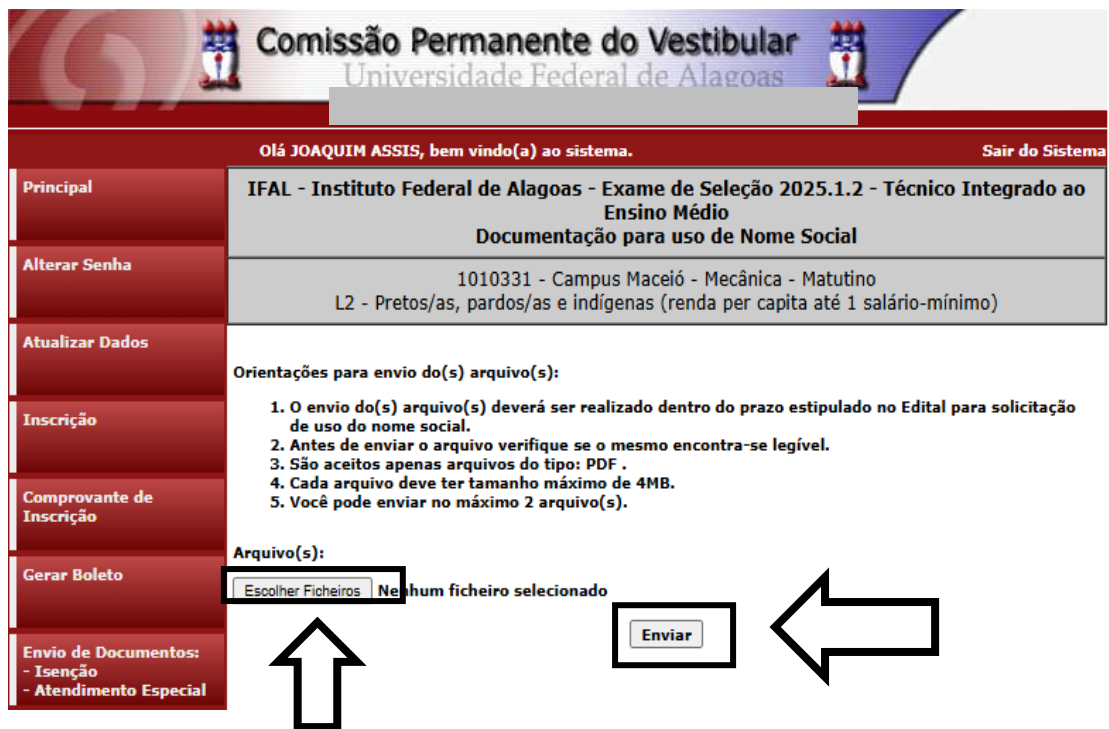 Comissão Permanente do Vestibular
Universidade Federal de Alagoas
Olá JOAQUIM ASSIS, bem vindo(a) ao sistema.
Sair do Sistema
Principal
Alterar Senha
Atualizar Dados
Inscrição
Comprovante de
Inscrição
Gerar Boleto
Envio de Documentos:
- Isenção
- Atendimento Especial
IFAL - Instituto Federal de Alagoas - Exame de Seleção 2025.1.2 - Técnico Integrado ao
Ensino Médio
Documentação para uso de Nome Social
1010331 - Campus Maceió - Mecânica - Matutino
L2 - Pretos/as, pardos/as e indígenas (renda per capita até 1 salário-mínimo)
Orientações para envio do(s) arquivo(s):
1. O envio do(s) arquivo(s) deverá ser realizado dentro do prazo estipulado no Edital para solicitação
de uso do nome social.
2. Antes de enviar o arquivo verifique se o mesmo encontra-se legível.
3. São aceitos apenas arquivos do tipo: PDF .
4. Cada arquivo deve ter tamanho máximo de 4MB.
5. Você pode enviar no máximo 2 arquivo(s).
Arquivo(s):
Escolher Ficheiros Nenhum ficheiro selecionado
Enviar